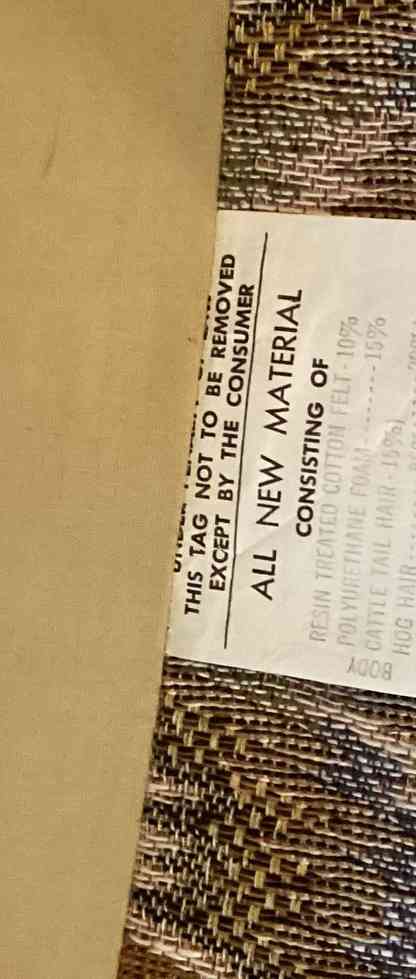 THIS TAG NOT TO BE REMOVED
EXCEPT BY THE CONSUMER
ALL NEW MATERIAL
CONSISTING OF
RESIN TREATED COTTON FELT-10%
POLYURETHANE FOAM-------15%
CATTLE TAIL HAIR-15%)
HOG HAIR
BODY